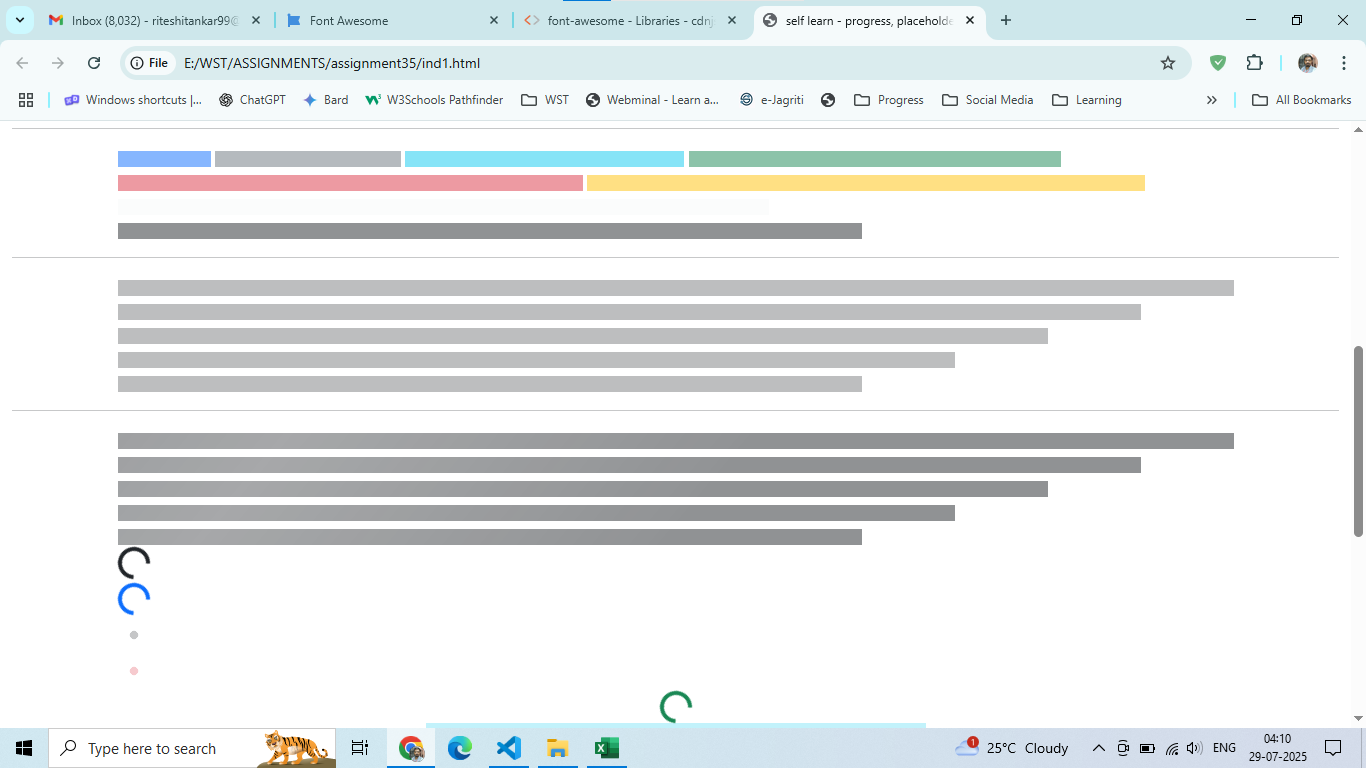 Inbox (8,032) - riteshitankar99@
Font Awesome
font-awesome - Libraries - cdnj
self learn - progress, placeholde
File
E:/WST/ASSIGNMENTS/assignment35/ind1.html
Windows shortcuts |...
ChatGPT
Bard
W3Schools Pathfinder
WST
Webminal - Learn a...
e-Jagriti
Progress
Social Media
Learning
All Bookmarks
Type here to search
1
25°C Cloudy
ENG
04:10
29-07-2025